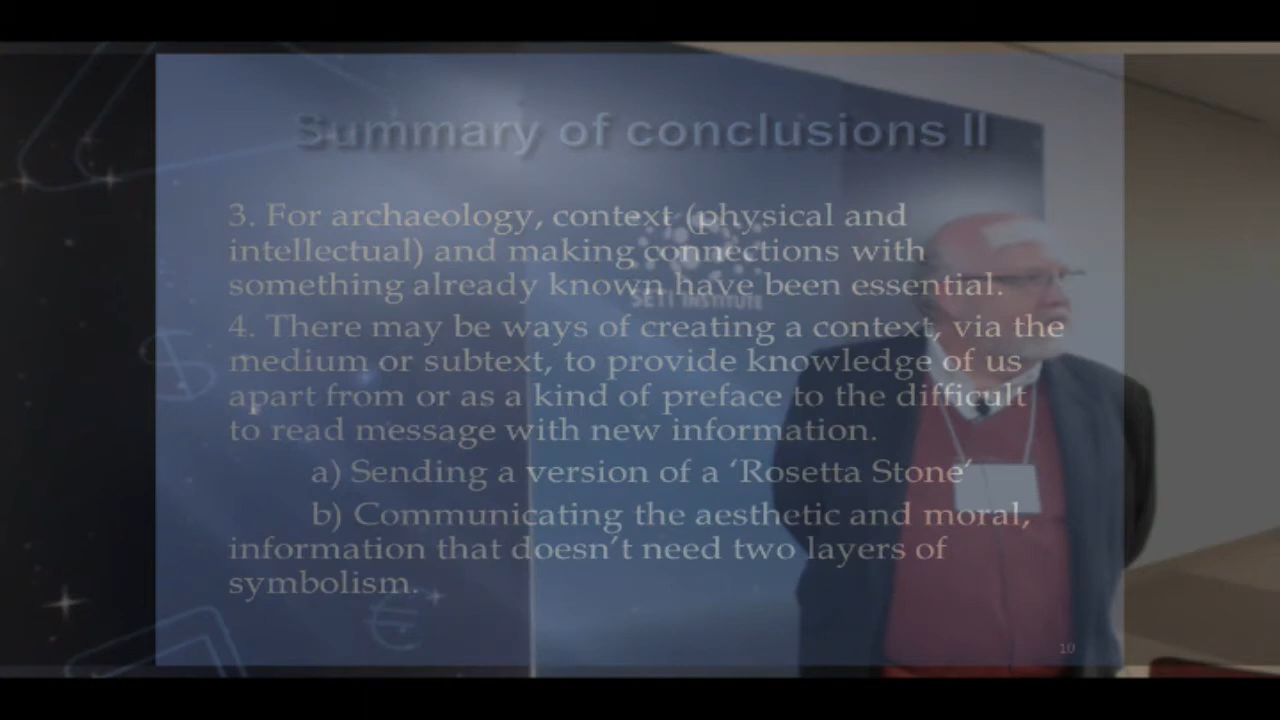 Summary of conclusions II
3. For archaeology, context (physical and
intellectual) and making connections with
something already known have been essential.
4. There may be ways of creating a context, via the
medium or subtext, to provide knowledge of us
apart from or as a kind of preface to the difficult
to read message with new information.
a) Sending a version of a ‘Rosetta Stone’
b) Communicating the aesthetic and moral,
information that doesn’t need two layers of
symbolism.
SETI INSTITUTE
10